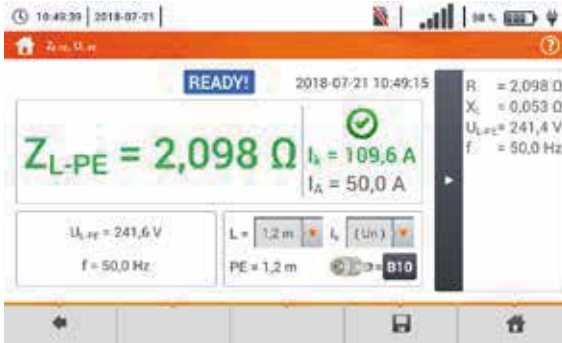 10:49:39 2018-07-21 98 %
Z L-PE, U L-PE
READY! 2018-07-21 10:49:15
Z L-PE = 2,098 Ω
Ik = 109,6 A
IA = 50,0 A
UL-PE = 241,6 V
f = 50,0 Hz
L = 1,2 m Ik (Un)
PE = 1,2 m = B10
R = 2,098 Ω
XL = 0,053 Ω
UL-PE= 241,4 V
f = 50,0 Hz